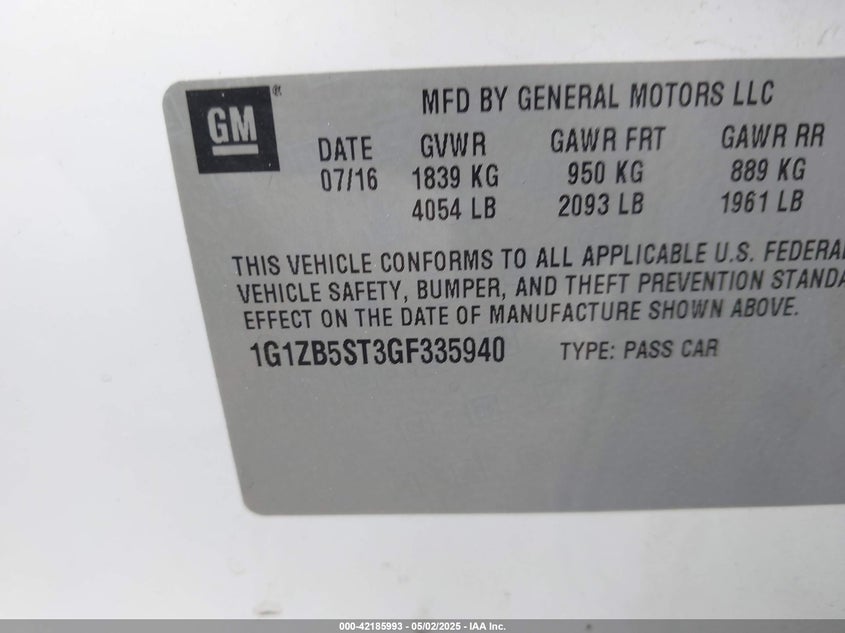 GM®
MFD BY GENERAL MOTORS LLC
DATE GVWR GAWR FRT GAWR RR
07/16 1839 KG 950 KG 889 KG
4054 LB 2093 LB 1961 LB
THIS VEHICLE CONFORMS TO ALL APPLICABLE U.S. FEDERAL
VEHICLE SAFETY, BUMPER, AND THEFT PREVENTION STANDA
EFFECT ON THE DATE OF MANUFACTURE SHOWN ABOVE.
1G1ZB5ST3GF335940 TYPE: PASS CAR
000-42185993 - 05/02/2025 - IAA Inc.